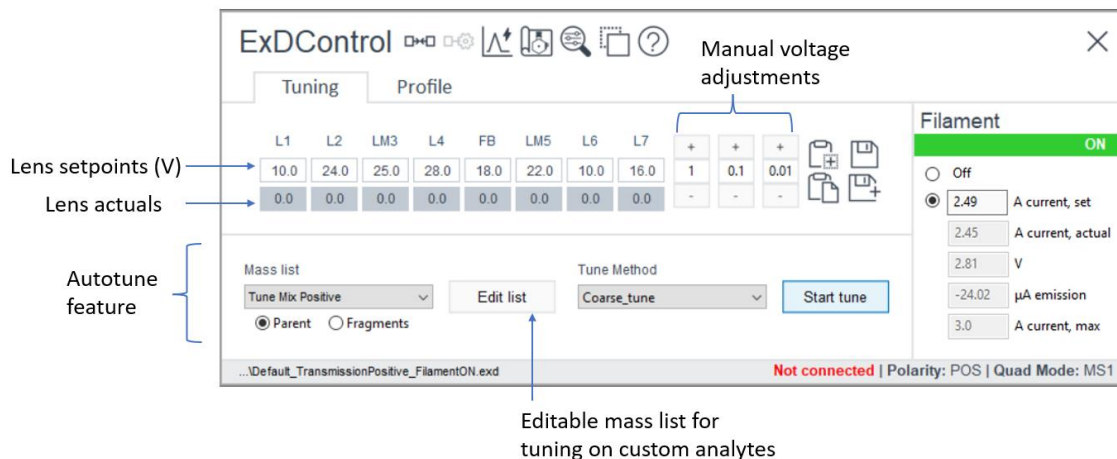 ExDControl
Manual voltage
adjustments
Tuning
Profile
Filament
ON
L1 L2 LM3 L4 FB LM5 L6 L7
+ + +
Lens setpoints (V)
10.0 24.0 25.0 28.0 18.0 22.0 10.0 16.0
1 0.1 0.01
Lens actuals
0.0 0.0 0.0 0.0 0.0 0.0 0.0 0.0
- - -
Off
2.49 A current, set
2.45 A current, actual
2.81 V
-24.02 µA emission
3.0 A current, max
Autotune
feature
Mass list
Tune Mix Positive
Edit list
Parent Fragments
Tune Method
Coarse_tune
Start tune
...\Default_TransmissionPositive_FilamentON.exd
Not connected | Polarity: POS | Quad Mode: MS1
Editable mass list for
tuning on custom analytes